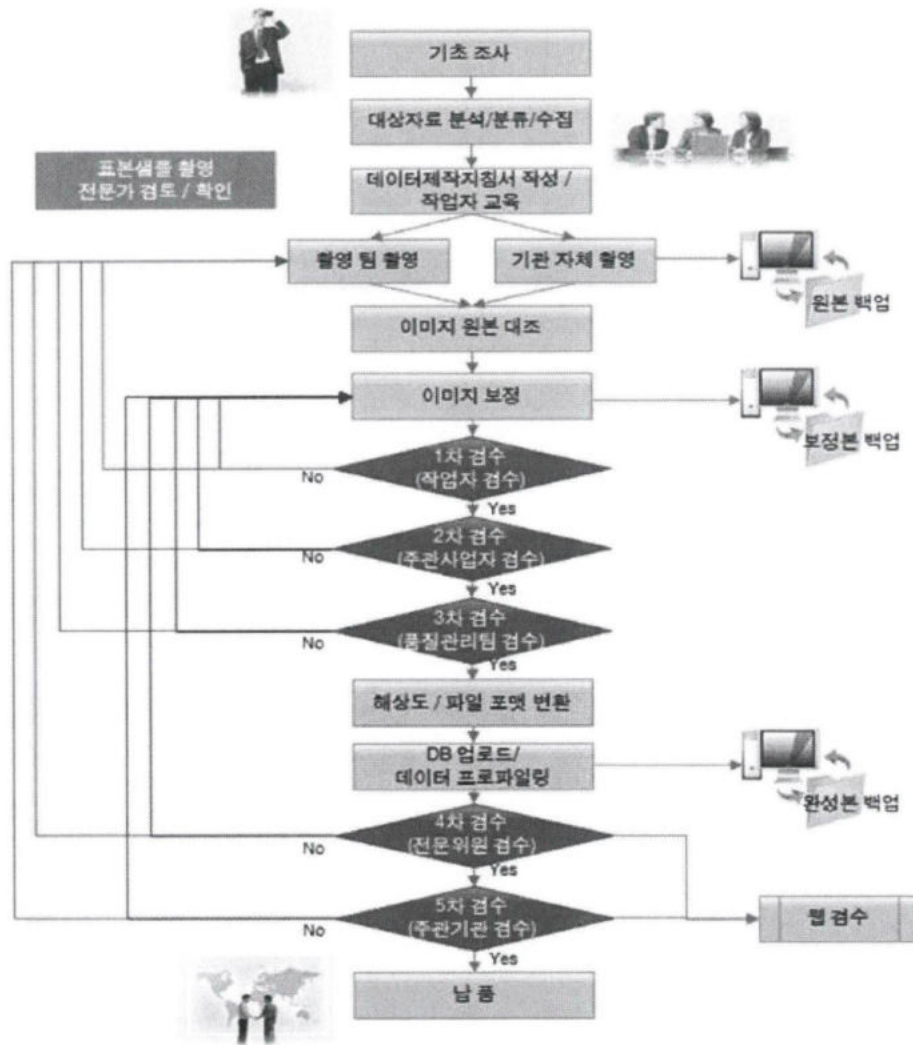 기초 조사
대상자료 분석/분류/수집
표본샘플 촬영
전문가 검토 / 확인
데이터제작지침서 작성 /
작업자 교육
촬영 팀 촬영
기관 자체 촬영
원본 백업
이미지 원본 대조
이미지 보정
보정본 백업
1차 검수
(작업자 검수)
No
Yes
2차 검수
(주관사업자 검수)
No
Yes
3차 검수
(품질관리팀 검수)
No
Yes
해상도 / 파일 포맷 변환
DB 업로드/
데이터 프로파일링
완성본 백업
4차 검수
(전문위원 검수)
No
Yes
5차 검수
(주관기관 검수)
No
웹 검수
Yes
납 품